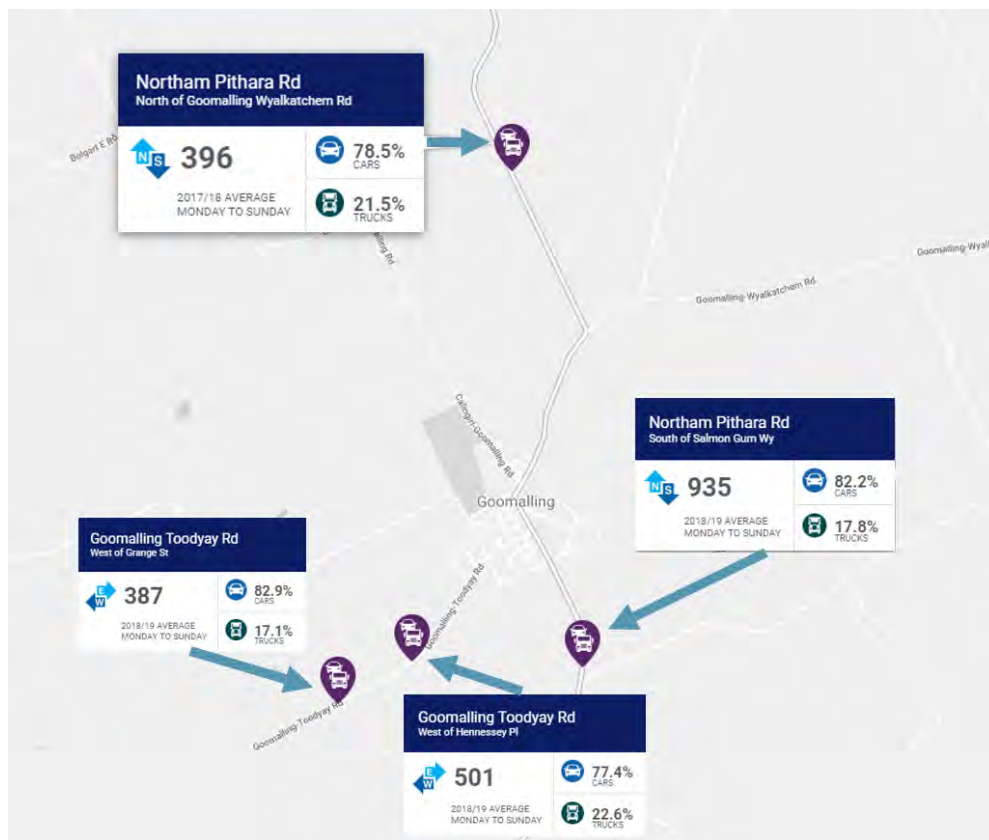 Northam Pithara Rd
North of Goomalling Wyalkatchem Rd
N S 396
2017/18 AVERAGE
MONDAY TO SUNDAY
78.5%
CARS
21.5%
TRUCKS
Bolgart E Rd
alling Rd
Goomalling-Wyal
Goomalling-Wyalkatchem Rd
Calingiri-Goomalling Rd
Goomalling
Northam Pithara Rd
South of Salmon Gum Wy
N S 935
2018/19 AVERAGE
MONDAY TO SUNDAY
82.2%
CARS
17.8%
TRUCKS
Goomalling Toodyay Rd
West of Grange St
E W 387
2018/19 AVERAGE
MONDAY TO SUNDAY
82.9%
CARS
17.1%
TRUCKS
Goomalling-Toodyay Rd
Goomalling-Toodyay Rd
Goomalling Toodyay Rd
West of Hennessey Pl
E W 501
2018/19 AVERAGE
MONDAY TO SUNDAY
77.4%
CARS
22.6%
TRUCKS